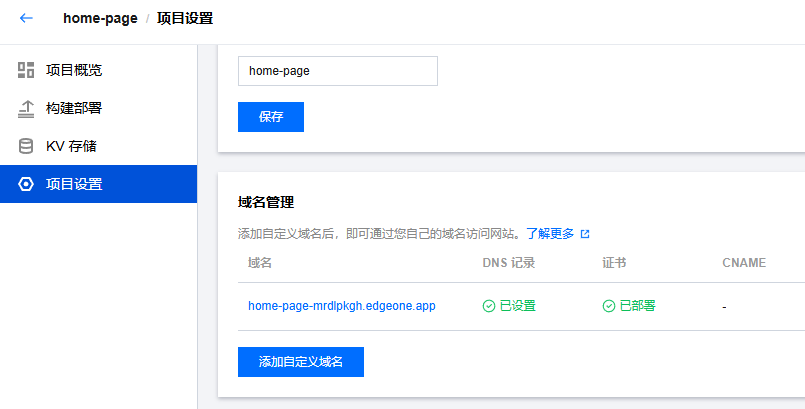 home-page / 项目设置
项目概览
构建部署
KV 存储
项目设置
home-page
保存
域名管理
添加自定义域名后，即可通过您自己的域名访问网站。了解更多
域名 DNS 记录 证书 CNAME
home-page-mrdlpkgh.edgeone.app 已设置 已部署 -
添加自定义域名